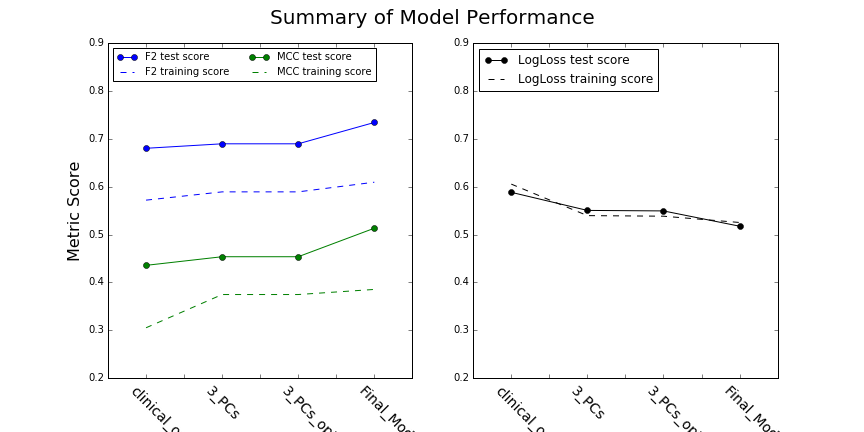 Summary of Model Performance
F2 test score
F2 training score
MCC test score
MCC training score
Metric Score
0.9
0.8
0.7
0.6
0.5
0.4
0.3
0.2
3_PCs
LogLoss test score
LogLoss training score
0.9
0.8
0.7
0.6
0.5
0.4
0.3
0.2
3_PCs